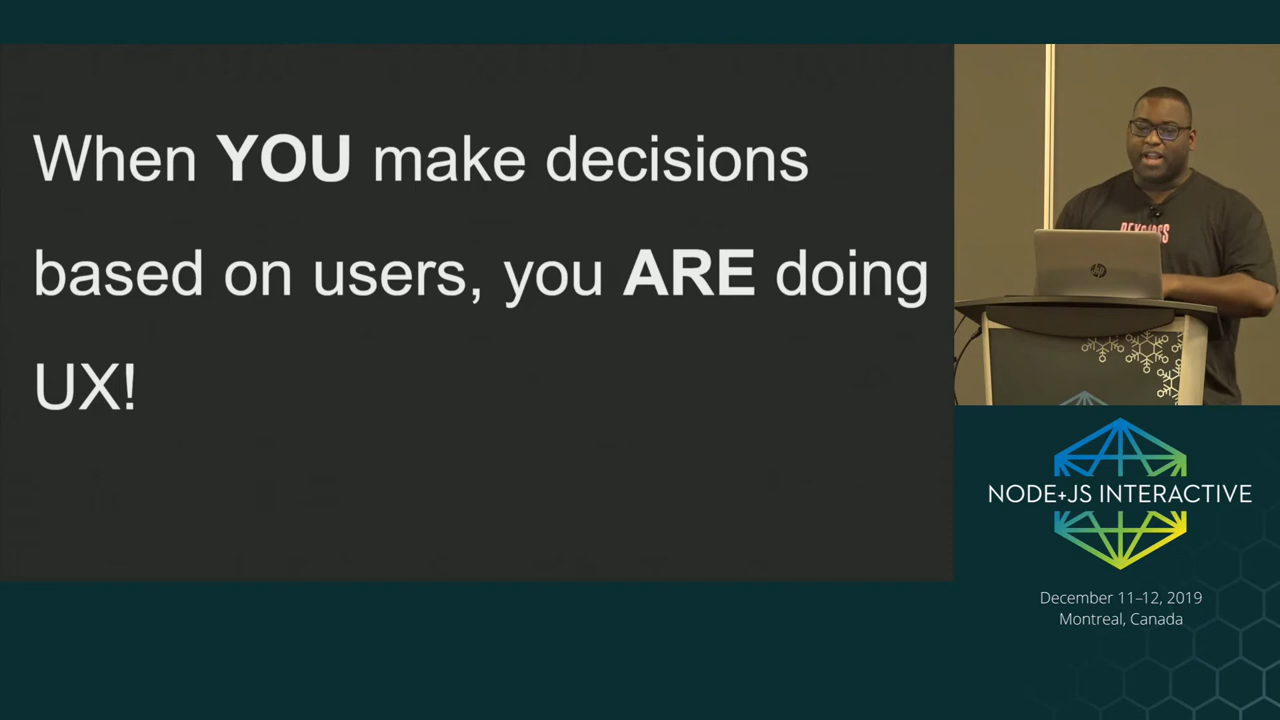 When YOU make decisions
based on users, you ARE doing
UX!
hp
NODE+JS INTERACTIVE
December 11–12, 2019
Montreal, Canada